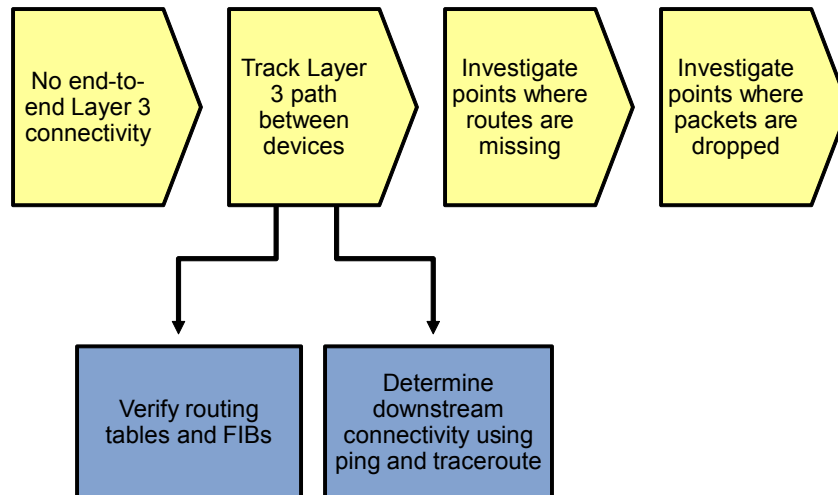 No end-to-
end Layer 3
connectivity
Track Layer
3 path
between
devices
Investigate
points where
routes are
missing
Investigate
points where
packets are
dropped
Verify routing
tables and FIBs
Determine
downstream
connectivity using
ping and traceroute